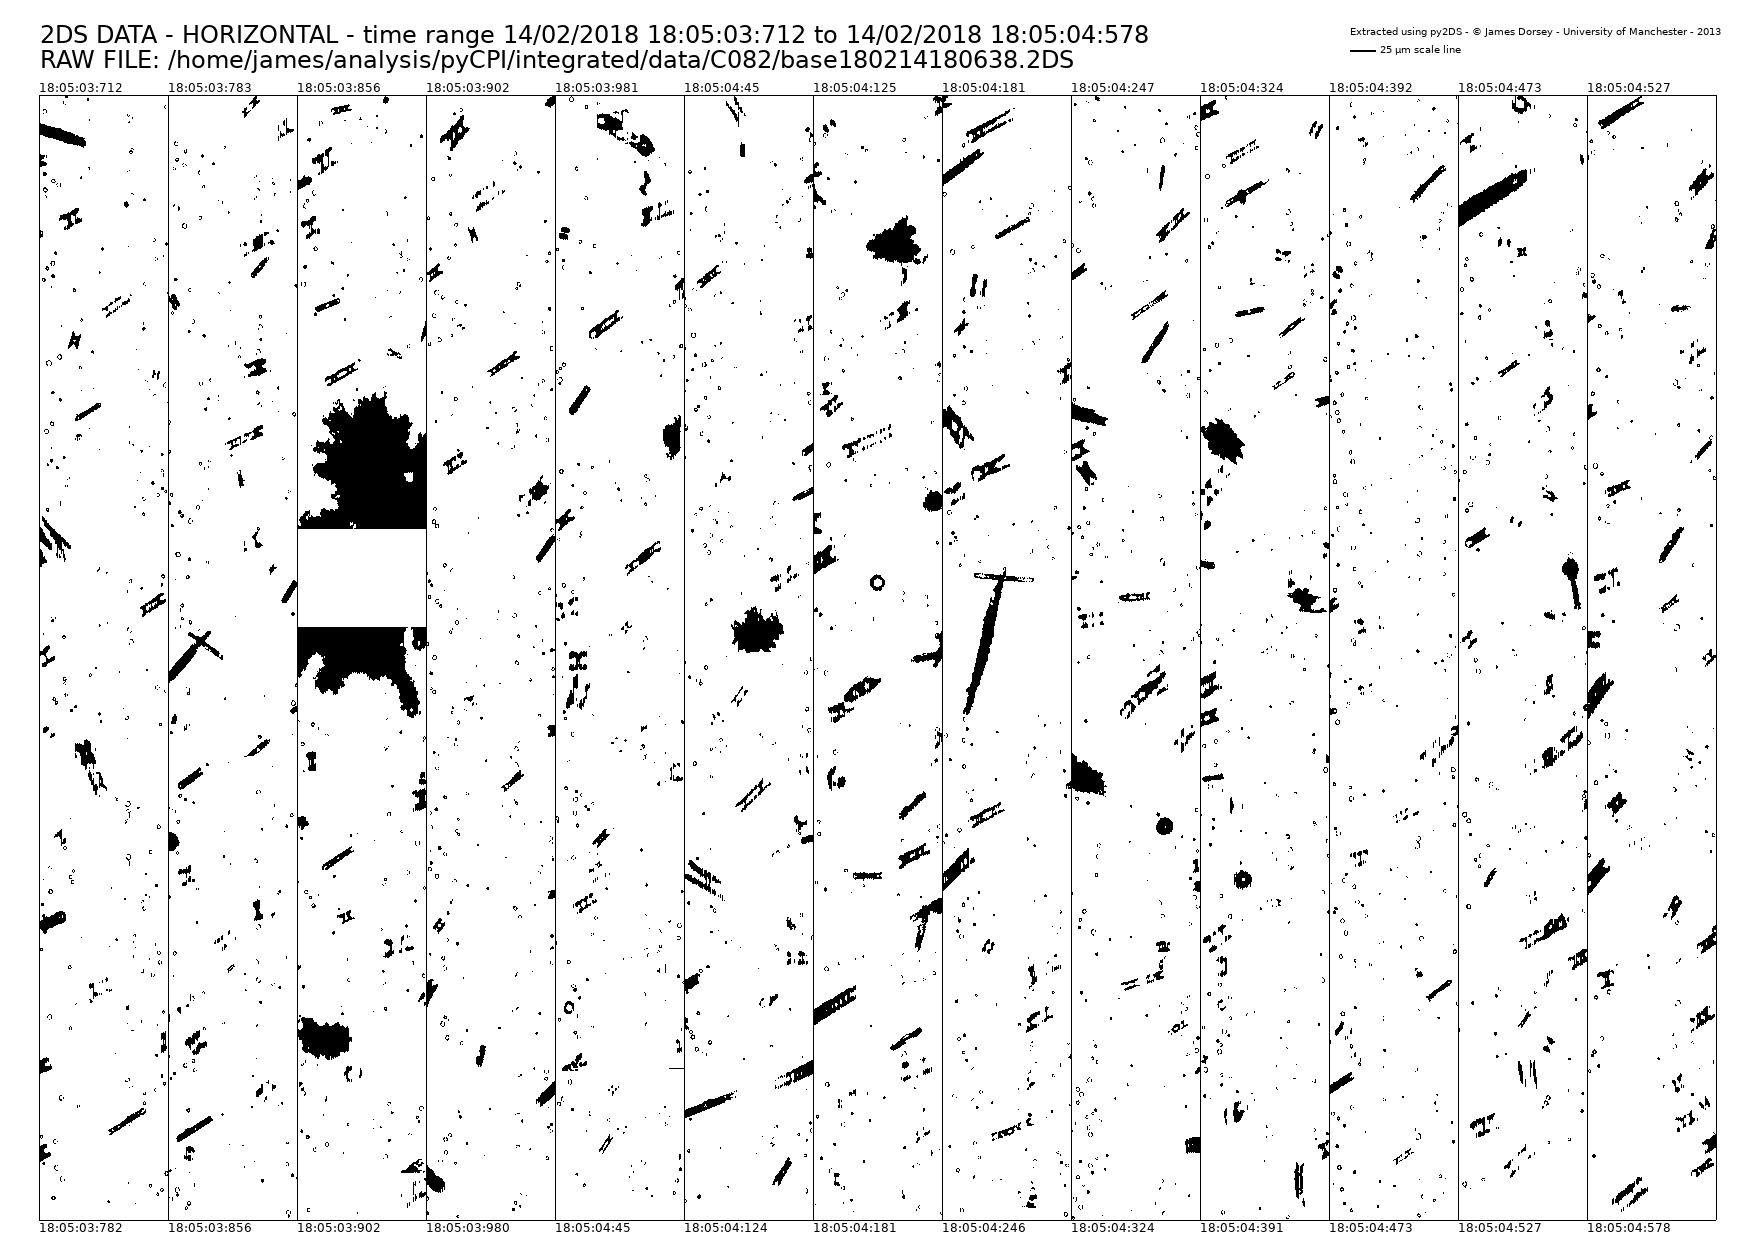 2DS DATA - HORIZONTAL - time range 14/02/2018 18:05:03:712 to 14/02/2018 18:05:04:578
RAW FILE: /home/james/analysis/pyCPI/integrated/data/C082/base180214180638.2DS
Extracted using py2DS - © James Dorsey - University of Manchester - 2013
25 µm scale line
18:05:03:712 18:05:03:783 18:05:03:856 18:05:03:902 18:05:03:981 18:05:04:45 18:05:04:125 18:05:04:181 18:05:04:247 18:05:04:324 18:05:04:392 18:05:04:473 18:05:04:527
18:05:03:782 18:05:03:856 18:05:03:902 18:05:03:980 18:05:04:45 18:05:04:124 18:05:04:181 18:05:04:246 18:05:04:324 18:05:04:391 18:05:04:473 18:05:04:527 18:05:04:578